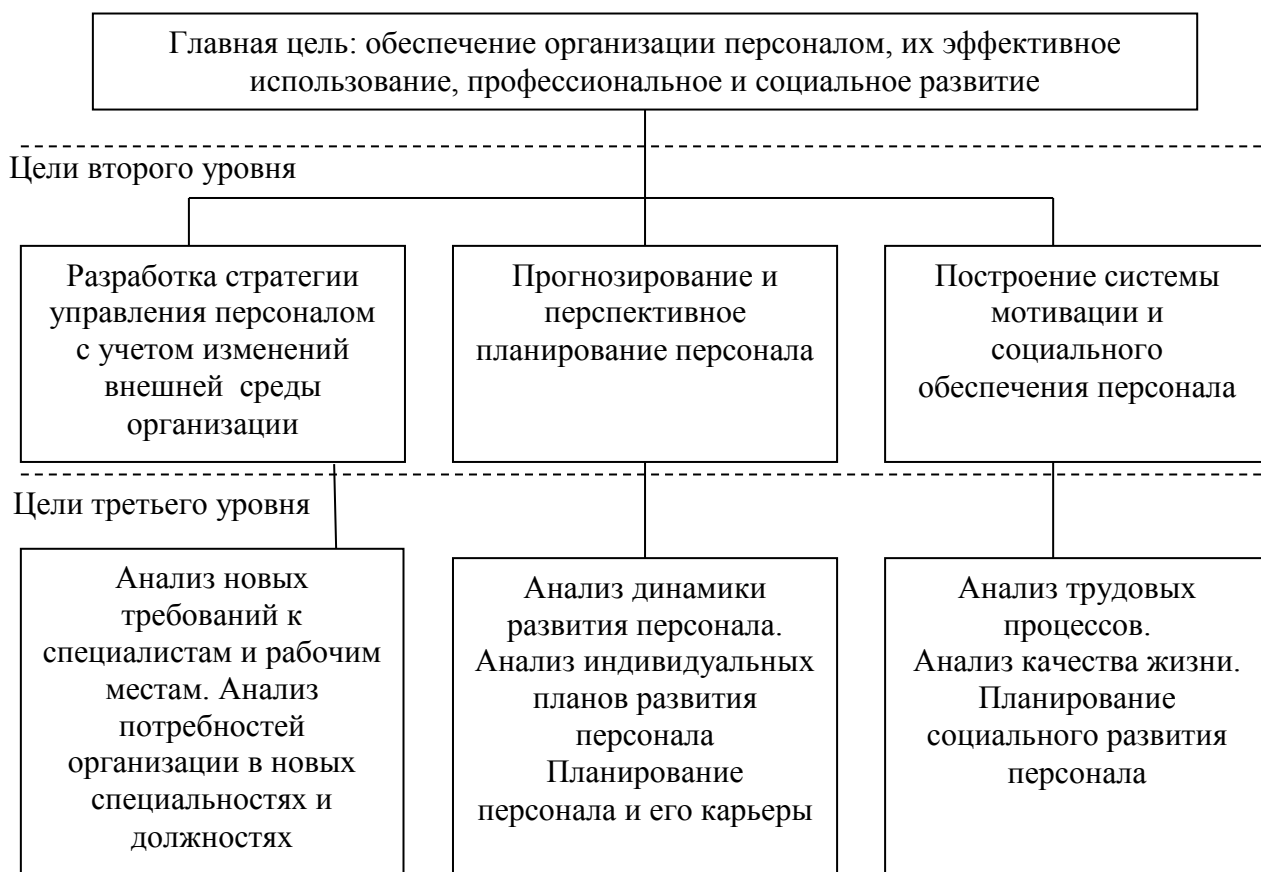 Главная цель: обеспечение организации персоналом, их эффективное
использование, профессиональное и социальное развитие
Цели второго уровня
Разработка стратегии
управления персоналом
с учетом изменений
внешней среды
организации
Прогнозирование и
перспективное
планирование персонала
Построение системы
мотивации и
социального
обеспечения персонала
Цели третьего уровня
Анализ новых
требований к
специалистам и рабочим
местам. Анализ
потребностей
организации в новых
специальностях и
должностях
Анализ динамики
развития персонала.
Анализ индивидуальных
планов развития
персонала
Планирование
персонала и его карьеры
Анализ трудовых
процессов.
Анализ качества жизни.
Планирование
социального развития
персонала